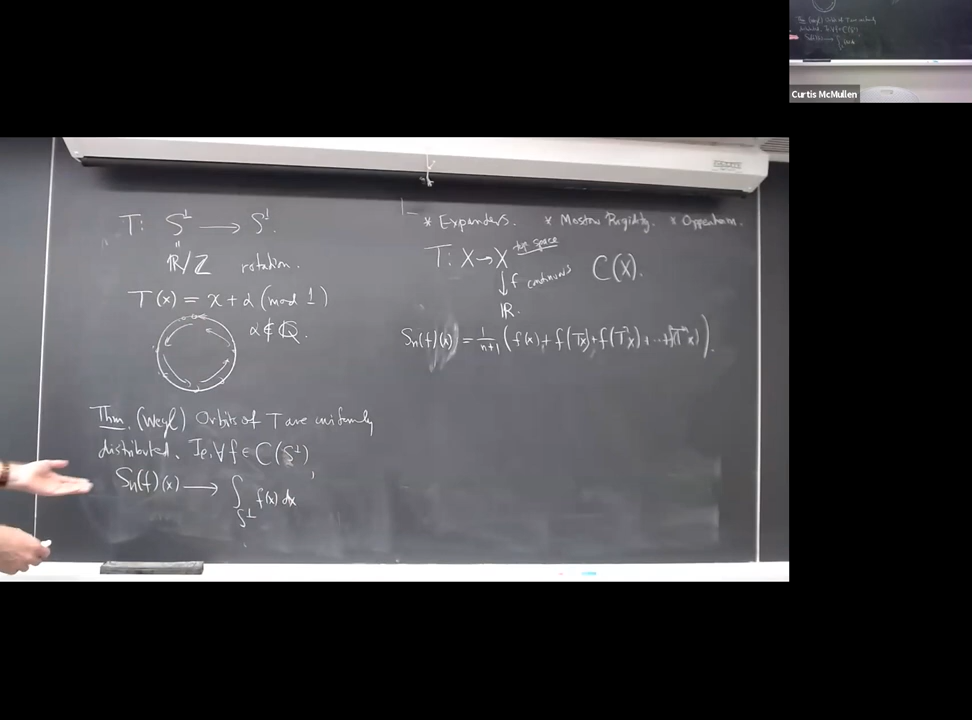 T: S¹ → S¹.
"
ℝ/ℤ rotation.
T(x) = x + α (mod 1)
α ∉ ℚ.
Thm. (Weyl) Orbits of T are uniformly
distributed. Ie. ∀ f ∈ C(S¹),
Sₙ(f)(x) → ∫ f(x) dx
S¹
* Expanders. * Mostow Rigidity. * Oppenheim.
T: X → X top space
↓ f continuous C(X).
ℝ.
Sₙ(f)(x) = 1/(n+1) (f(x) + f(Tx) + f(T²x) + ... + f(Tⁿx)).
Curtis McMullen